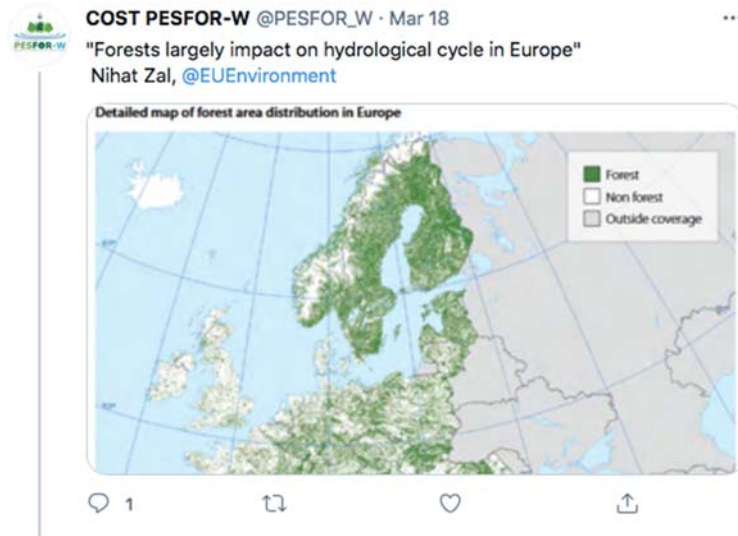 COST PESFOR-W @PESFOR_W · Mar 18
PESFOR-W
"Forests largely impact on hydrological cycle in Europe"
Nihat Zal, @EUEnvironment
Detailed map of forest area distribution in Europe
Forest
Non forest
Outside coverage
1